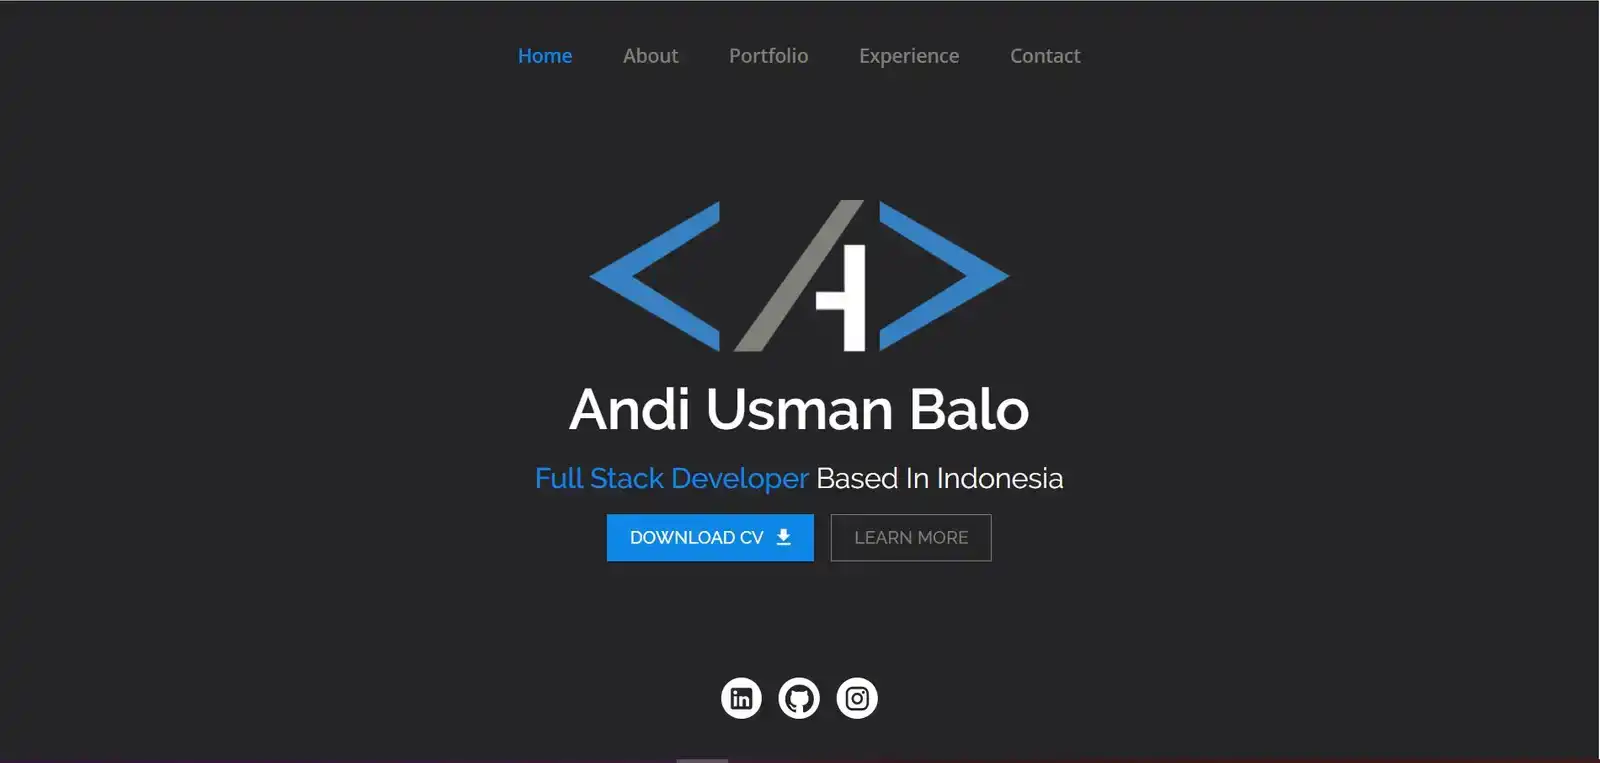 Home About Portfolio Experience Contact
Andi Usman Balo
Full Stack Developer Based In Indonesia
DOWNLOAD CV LEARN MORE